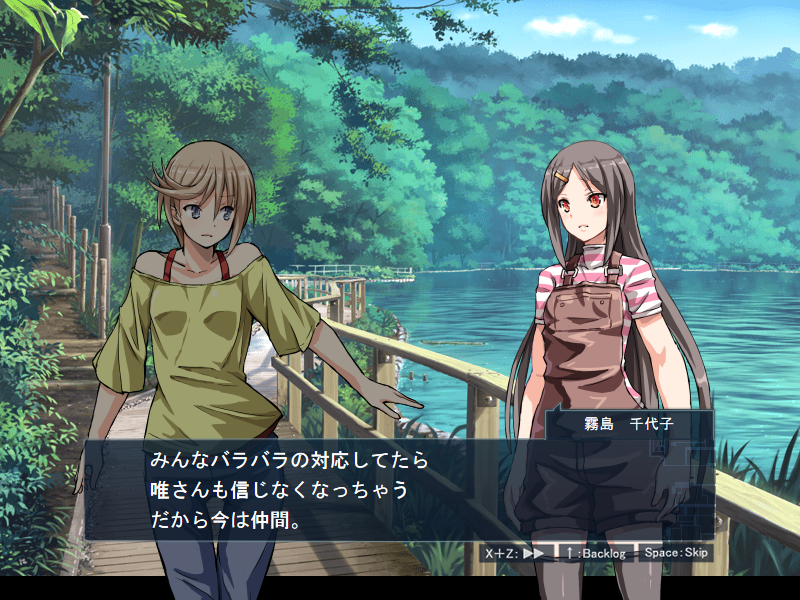 霧島 千代子
みんなバラバラの対応してたら
唯さんも信じなくなっちゃう
だから今は仲間。
X+Z:▶▶ ↑:Backlog Space:Skip